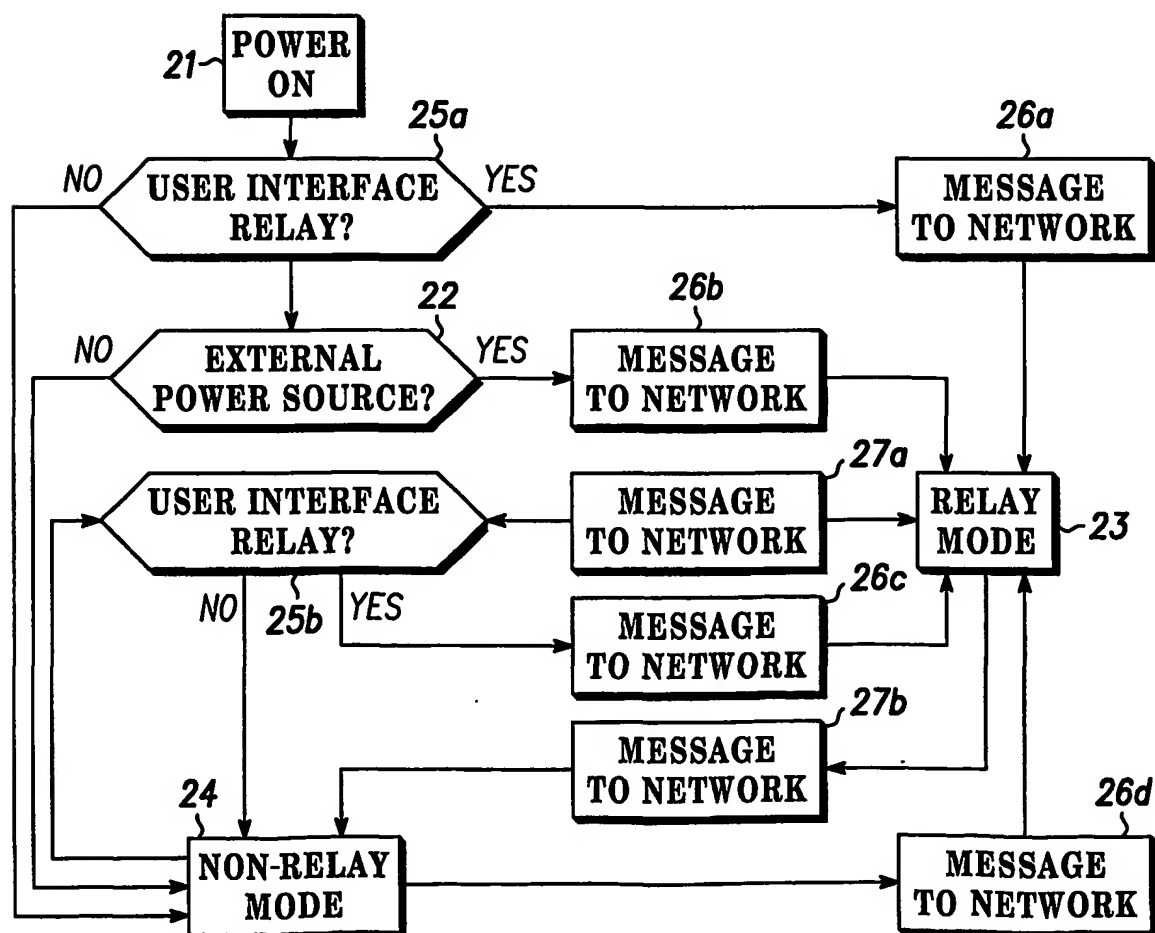 POWER
ON
21
25a
26a
NO
USER INTERFACE
RELAY?
YES
MESSAGE
TO NETWORK
22
26b
NO
EXTERNAL
POWER SOURCE?
YES
MESSAGE
TO NETWORK
27a
USER INTERFACE
RELAY?
MESSAGE
TO NETWORK
RELAY
MODE
23
26c
NO
25b
YES
MESSAGE
TO NETWORK
27b
MESSAGE
TO NETWORK
24
26d
NON-RELAY
MODE
MESSAGE
TO NETWORK